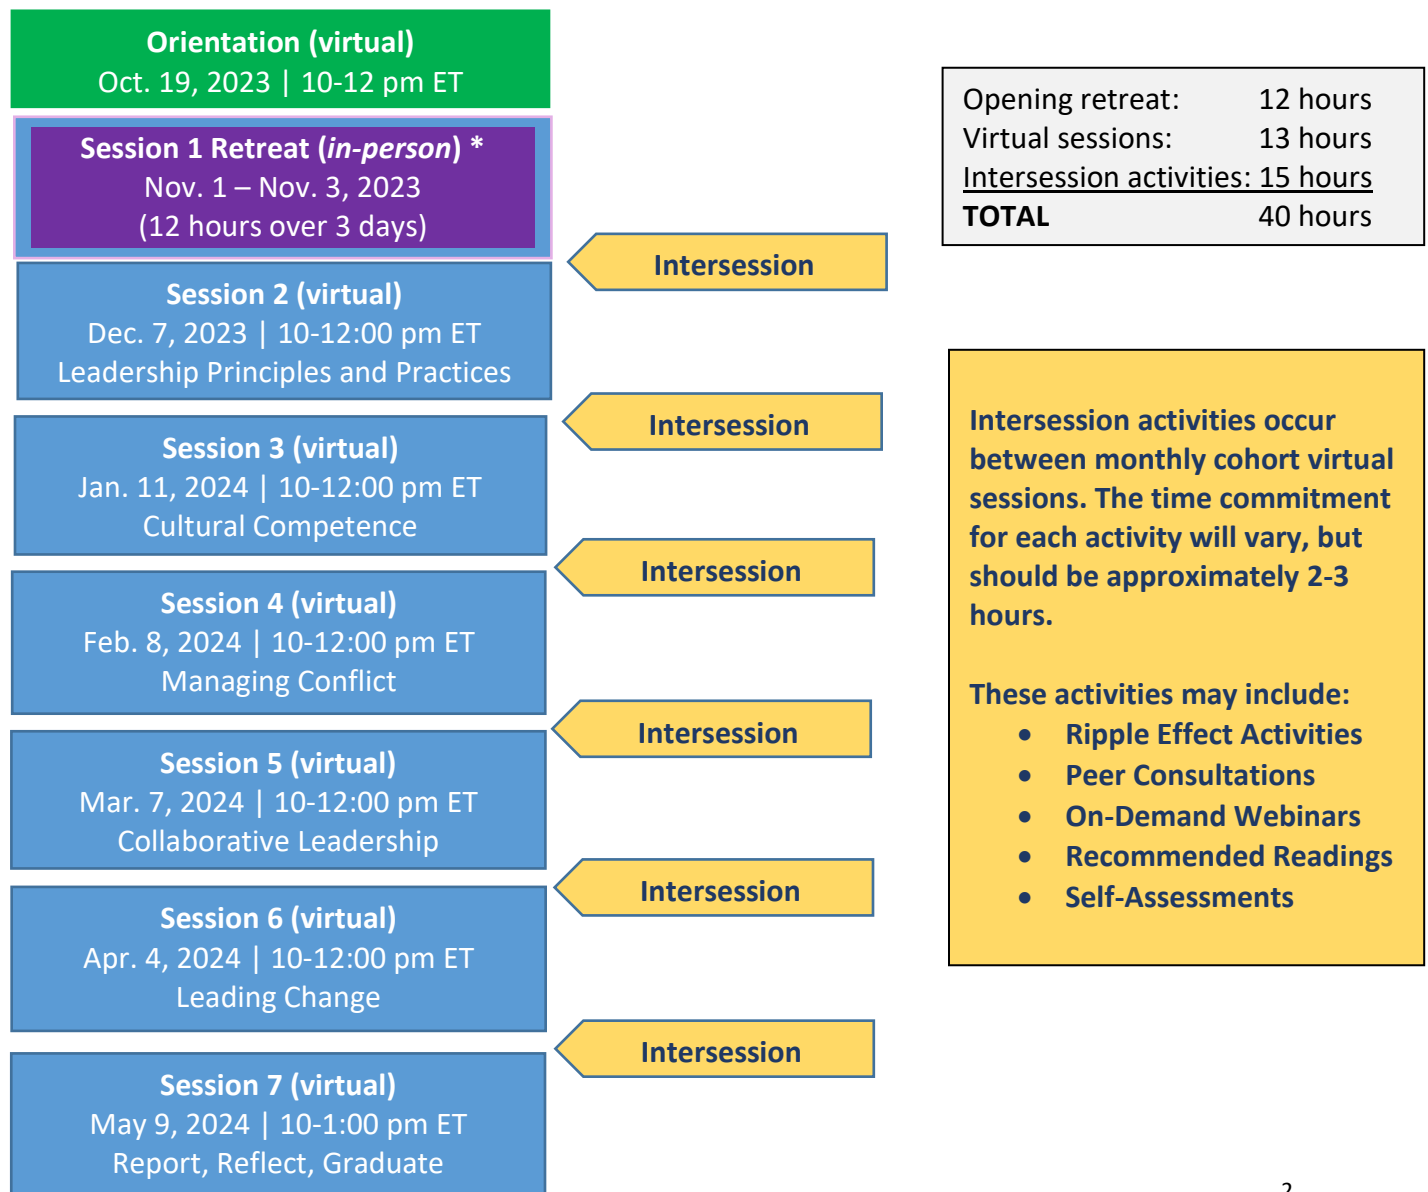 Orientation (virtual)
Oct. 19, 2023 | 10-12 pm ET
Session 1 Retreat (in-person) *
Nov. 1 – Nov. 3, 2023
(12 hours over 3 days)
Intersession
Session 2 (virtual)
Dec. 7, 2023 | 10-12:00 pm ET
Leadership Principles and Practices
Intersession
Session 3 (virtual)
Jan. 11, 2024 | 10-12:00 pm ET
Cultural Competence
Intersession
Session 4 (virtual)
Feb. 8, 2024 | 10-12:00 pm ET
Managing Conflict
Intersession
Session 5 (virtual)
Mar. 7, 2024 | 10-12:00 pm ET
Collaborative Leadership
Intersession
Session 6 (virtual)
Apr. 4, 2024 | 10-12:00 pm ET
Leading Change
Intersession
Session 7 (virtual)
May 9, 2024 | 10-1:00 pm ET
Report, Reflect, Graduate
Opening retreat: 12 hours
Virtual sessions: 13 hours
Intersession activities: 15 hours
TOTAL 40 hours
Intersession activities occur
between monthly cohort virtual
sessions. The time commitment
for each activity will vary, but
should be approximately 2-3
hours.
These activities may include:
• Ripple Effect Activities
• Peer Consultations
• On-Demand Webinars
• Recommended Readings
• Self-Assessments
2